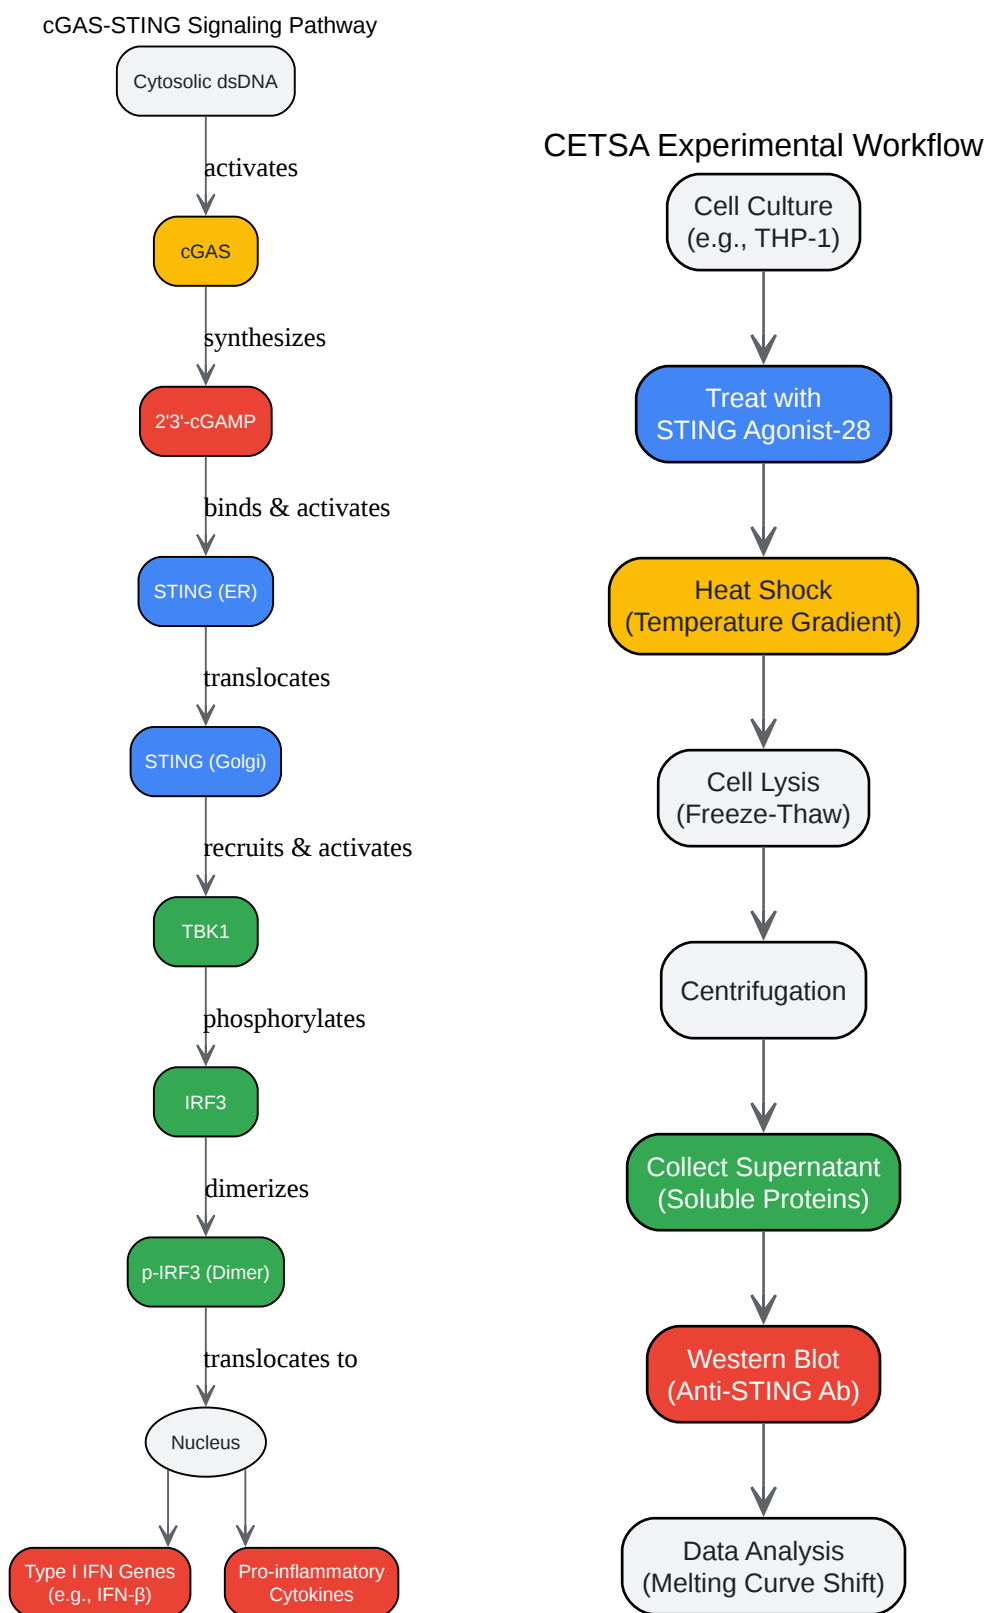 cGAS-STING Signaling Pathway
Cytosolic dsDNA
activates
cGAS
synthesizes
2'3'-cGAMP
binds & activates
STING (ER)
translocates
STING (Golgi)
recruits & activates
TBK1
phosphorylates
IRF3
dimerizes
p-IRF3 (Dimer)
translocates to
Nucleus
Type I IFN Genes
(e.g., IFN-β)
Pro-inflammatory
Cytokines
CETSA Experimental Workflow
Cell Culture
(e.g., THP-1)
Treat with
STING Agonist-28
Heat Shock
(Temperature Gradient)
Cell Lysis
(Freeze-Thaw)
Centrifugation
Collect Supernatant
(Soluble Proteins)
Western Blot
(Anti-STING Ab)
Data Analysis
(Melting Curve Shift)